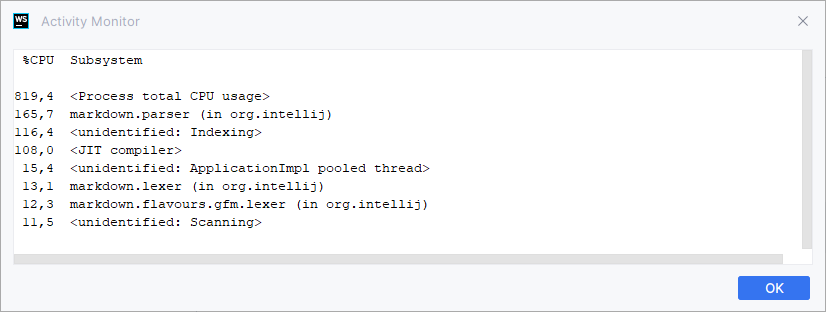 WS
Activity Monitor
%CPU Subsystem
819,4 <Process total CPU usage>
165,7 markdown.parser (in org.intellij)
116,4 <unidentified: Indexing>
108,0 <JIT compiler>
15,4 <unidentified: ApplicationImpl pooled thread>
13,1 markdown.lexer (in org.intellij)
12,3 markdown.flavours.gfm.lexer (in org.intellij)
11,5 <unidentified: Scanning>
OK